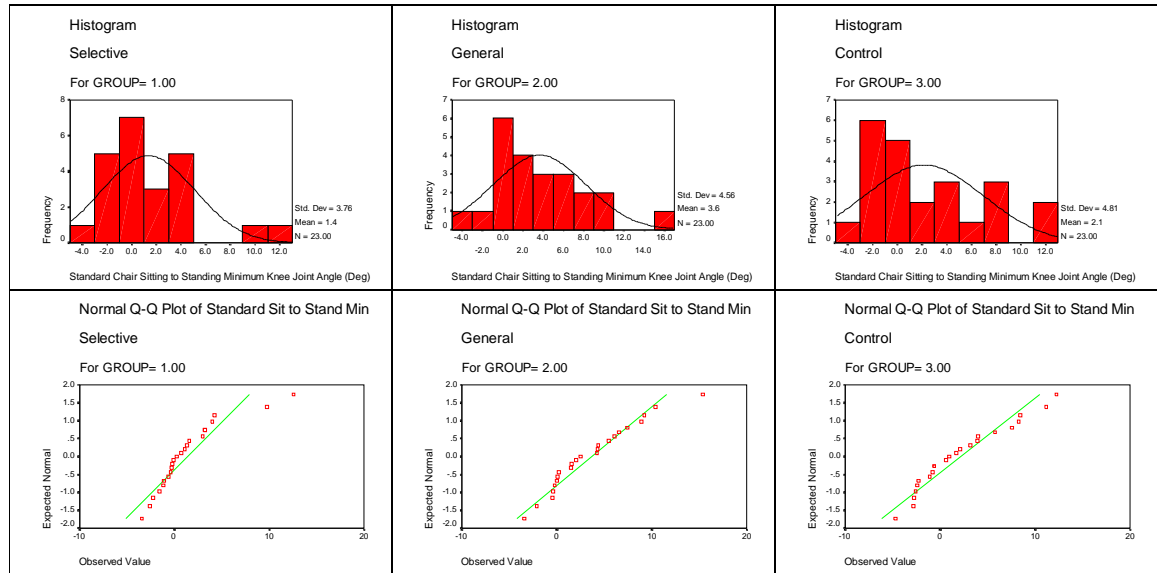 Histogram
Selective
For GROUP= 1.00
8
6
4
2
0
Frequency
-4.0
-2.0
0.0
2.0
4.0
6.0
8.0
10.0
12.0
Std. Dev = 3.76
Mean = 1.4
N = 23.00
Standard Chair Sitting to Standing Minimum Knee Joint Angle (Deg)
Histogram
General
For GROUP= 2.00
7
6
5
4
3
2
1
0
Frequency
-4.0
-2.0
0.0
2.0
4.0
6.0
8.0
10.0
12.0
14.0
16.0
Std. Dev = 4.56
Mean = 3.6
N = 23.00
Standard Chair Sitting to Standing Minimum Knee Joint Angle (Deg)
Histogram
Control
For GROUP= 3.00
7
6
5
4
3
2
1
0
Frequency
-4.0
-2.0
0.0
2.0
4.0
6.0
8.0
10.0
12.0
Std. Dev = 4.81
Mean = 2.1
N = 23.00
Standard Chair Sitting to Standing Minimum Knee Joint Angle (Deg)
Normal Q-Q Plot of Standard Sit to Stand Min
Selective
For GROUP= 1.00
2.0
1.5
1.0
.5
0.0
-.5
-1.0
-1.5
-2.0
Expected Normal
-10
0
10
20
Observed Value
Normal Q-Q Plot of Standard Sit to Stand Min
General
For GROUP= 2.00
2.0
1.5
1.0
.5
0.0
-.5
-1.0
-1.5
-2.0
Expected Normal
-10
0
10
20
Observed Value
Normal Q-Q Plot of Standard Sit to Stand Min
Control
For GROUP= 3.00
2.0
1.5
1.0
.5
0.0
-.5
-1.0
-1.5
-2.0
Expected Normal
-10
0
10
20
Observed Value